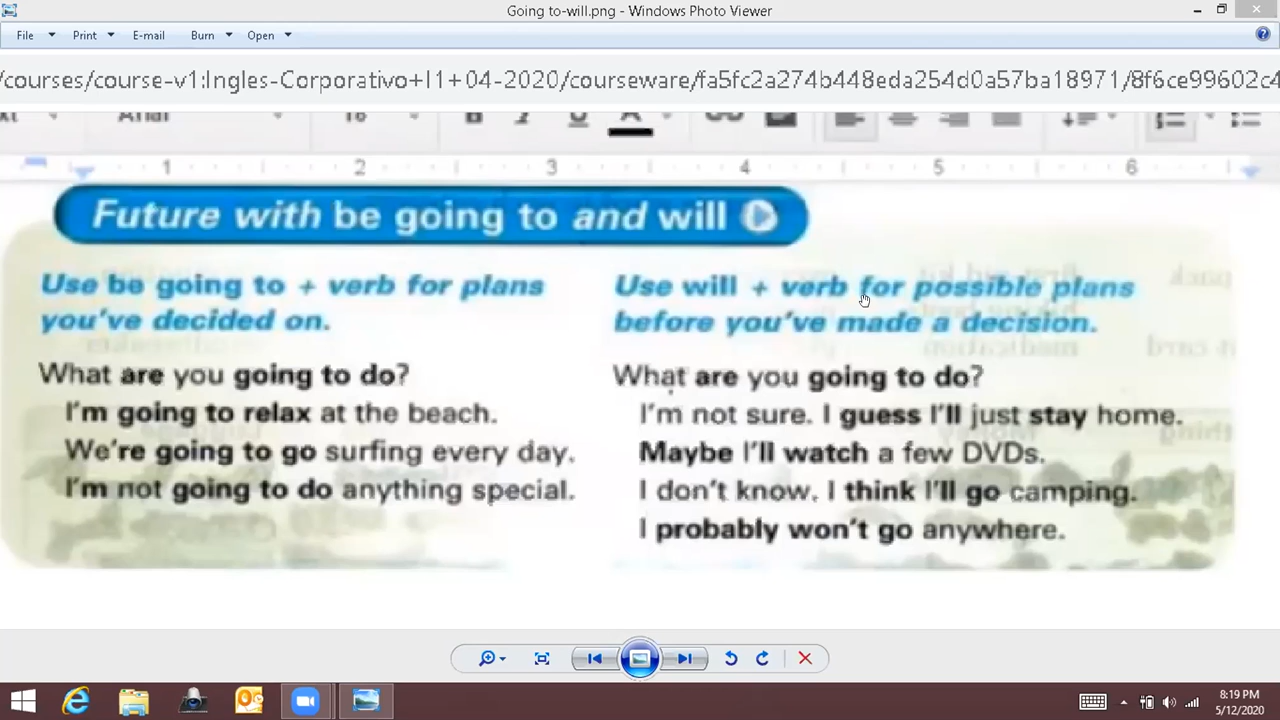 Going to-will.png - Windows Photo Viewer
File Print E-mail Burn Open
/courses/course-v1:Ingles-Corporativo+I1+04-2020/courseware/fa5fc2a274b448eda254d0a57ba18971/8f6ce99602c4
Arial 16 B I U A
1 2 3 4 5 6
Future with be going to and will
Use be going to + verb for plans
you've decided on.
What are you going to do?
I'm going to relax at the beach.
We're going to go surfing every day.
I'm not going to do anything special.
Use will + verb for possible plans
before you've made a decision.
What are you going to do?
I'm not sure. I guess I'll just stay home.
Maybe I'll watch a few DVDs.
I don't know. I think I'll go camping.
I probably won't go anywhere.
8:19 PM
5/12/2020